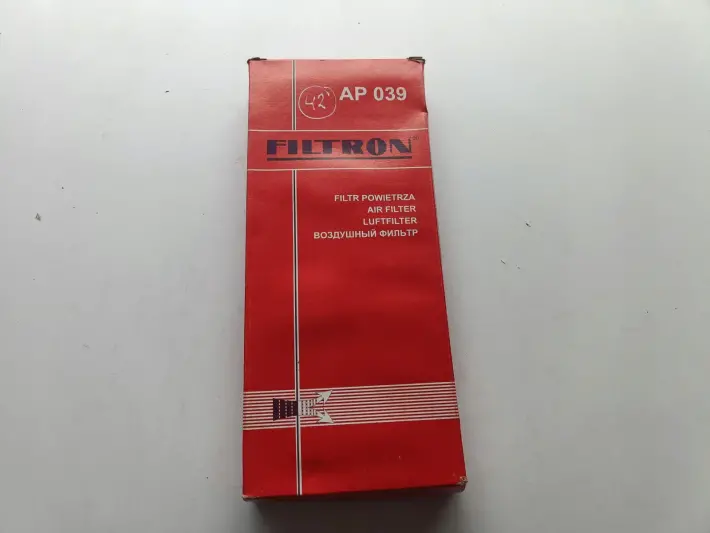 42 AP 039
FILTRON
FILTR POWIETRZA
AIR FILTER
LUFTFILTER
ВОЗДУШНЫЙ ФИЛЬТР